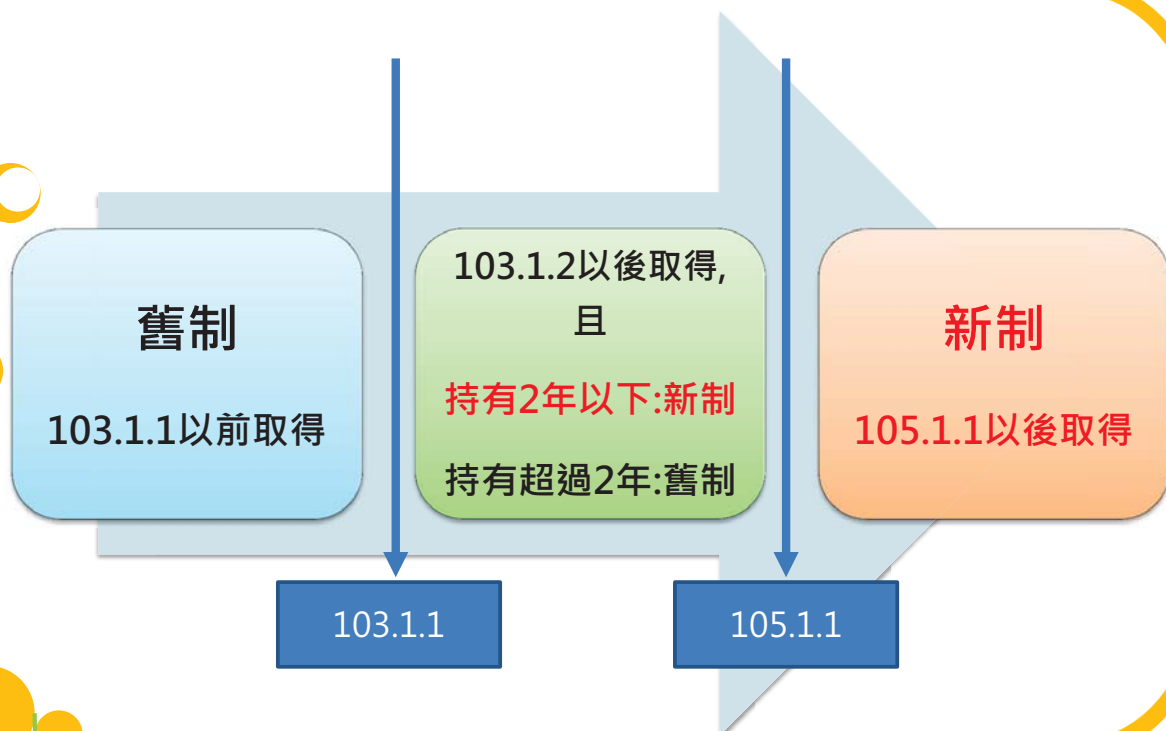 舊制
103.1.1以前取得
103.1.2以後取得,
且
持有2年以下:新制
持有超過2年:舊制
新制
105.1.1以後取得
103.1.1
105.1.1